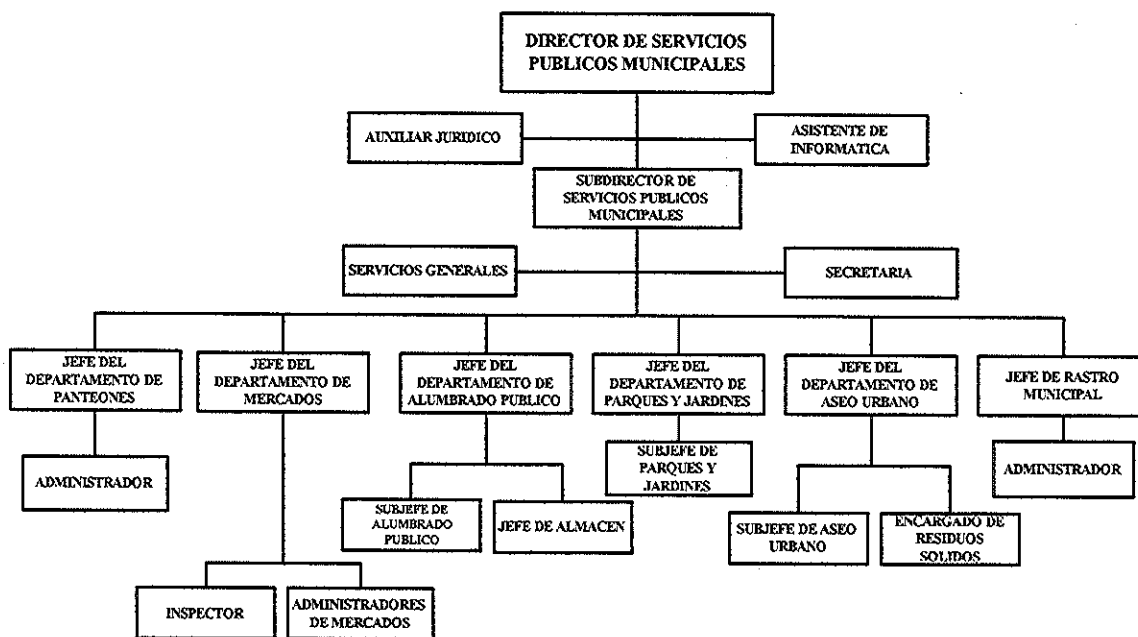 DIRECTOR DE SERVICIOS
PUBLICOS MUNICIPALES
AUXILIAR JURIDICO
ASISTENTE DE
INFORMATICA
SUBDIRECTOR DE
SERVICIOS PUBLICOS
MUNICIPALES
SERVICIOS GENERALES
SECRETARIA
JEFE DEL
DEPARTAMENTO DE
PANTEONES
JEFE DEL
DEPARTAMENTO DE
MERCADOS
JEFE DEL
DEPARTAMENTO DE
ALUMBRADO PUBLICO
JEFE DEL
DEPARTAMENTO DE
PARQUES Y JARDINES
JEFE DEL
DEPARTAMENTO DE
ASEO URBANO
JEFE DE RASTRO
MUNICIPAL
ADMINISTRADOR
SUBJEFE DE
PARQUES Y
JARDINES
ADMINISTRADOR
SUBJEFE DE
ALUMBRADO
PUBLICO
JEFE DE ALMACEN
SUBJEFE DE ASEO
URBANO
ENCARGADO DE
RESIDUOS
SOLIDOS
INSPECTOR
ADMINISTRADORES
DE MERCADOS